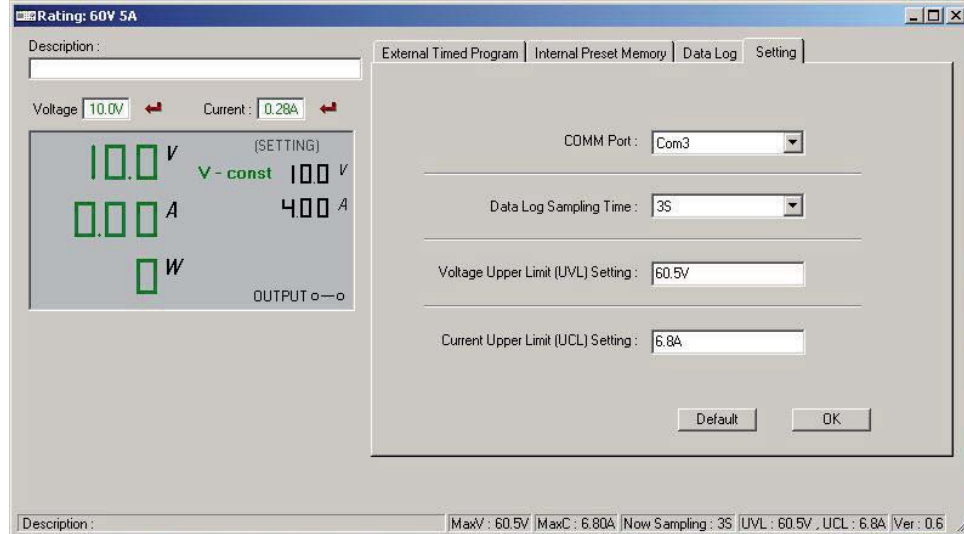 Rating: 60V 5A
Description :
Voltage 10.0V Current : 0.28A
10.0 V
0.00 A
0 W
(SETTING)
V - const 10.0 V
4.00 A
OUTPUT
External Timed Program Internal Preset Memory Data Log Setting
COMM Port : Com3
Data Log Sampling Time : 3S
Voltage Upper Limit (UVL) Setting : 60.5V
Current Upper Limit (UCL) Setting : 6.8A
Default OK
Description : MaxV : 60.5V MaxC : 6.80A Now Sampling : 3S UVL : 60.5V , UCL : 6.8A Ver : 0.6